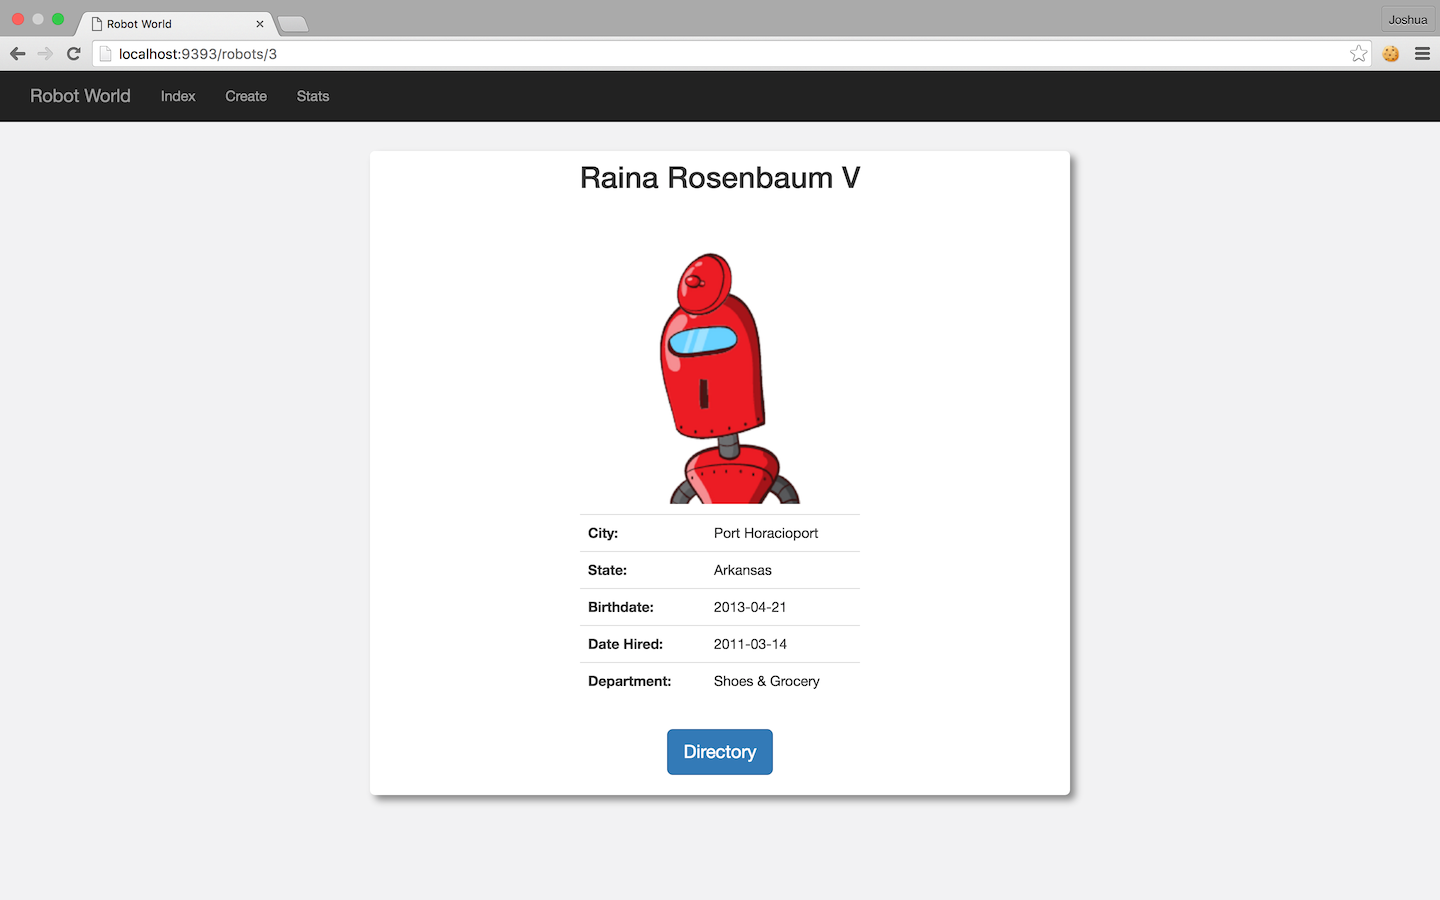 Robot World
Joshua
localhost:9393/robots/3
Robot World Index Create Stats
Raina Rosenbaum V
City: Port Horacioport
State: Arkansas
Birthdate: 2013-04-21
Date Hired: 2011-03-14
Department: Shoes & Grocery
Directory